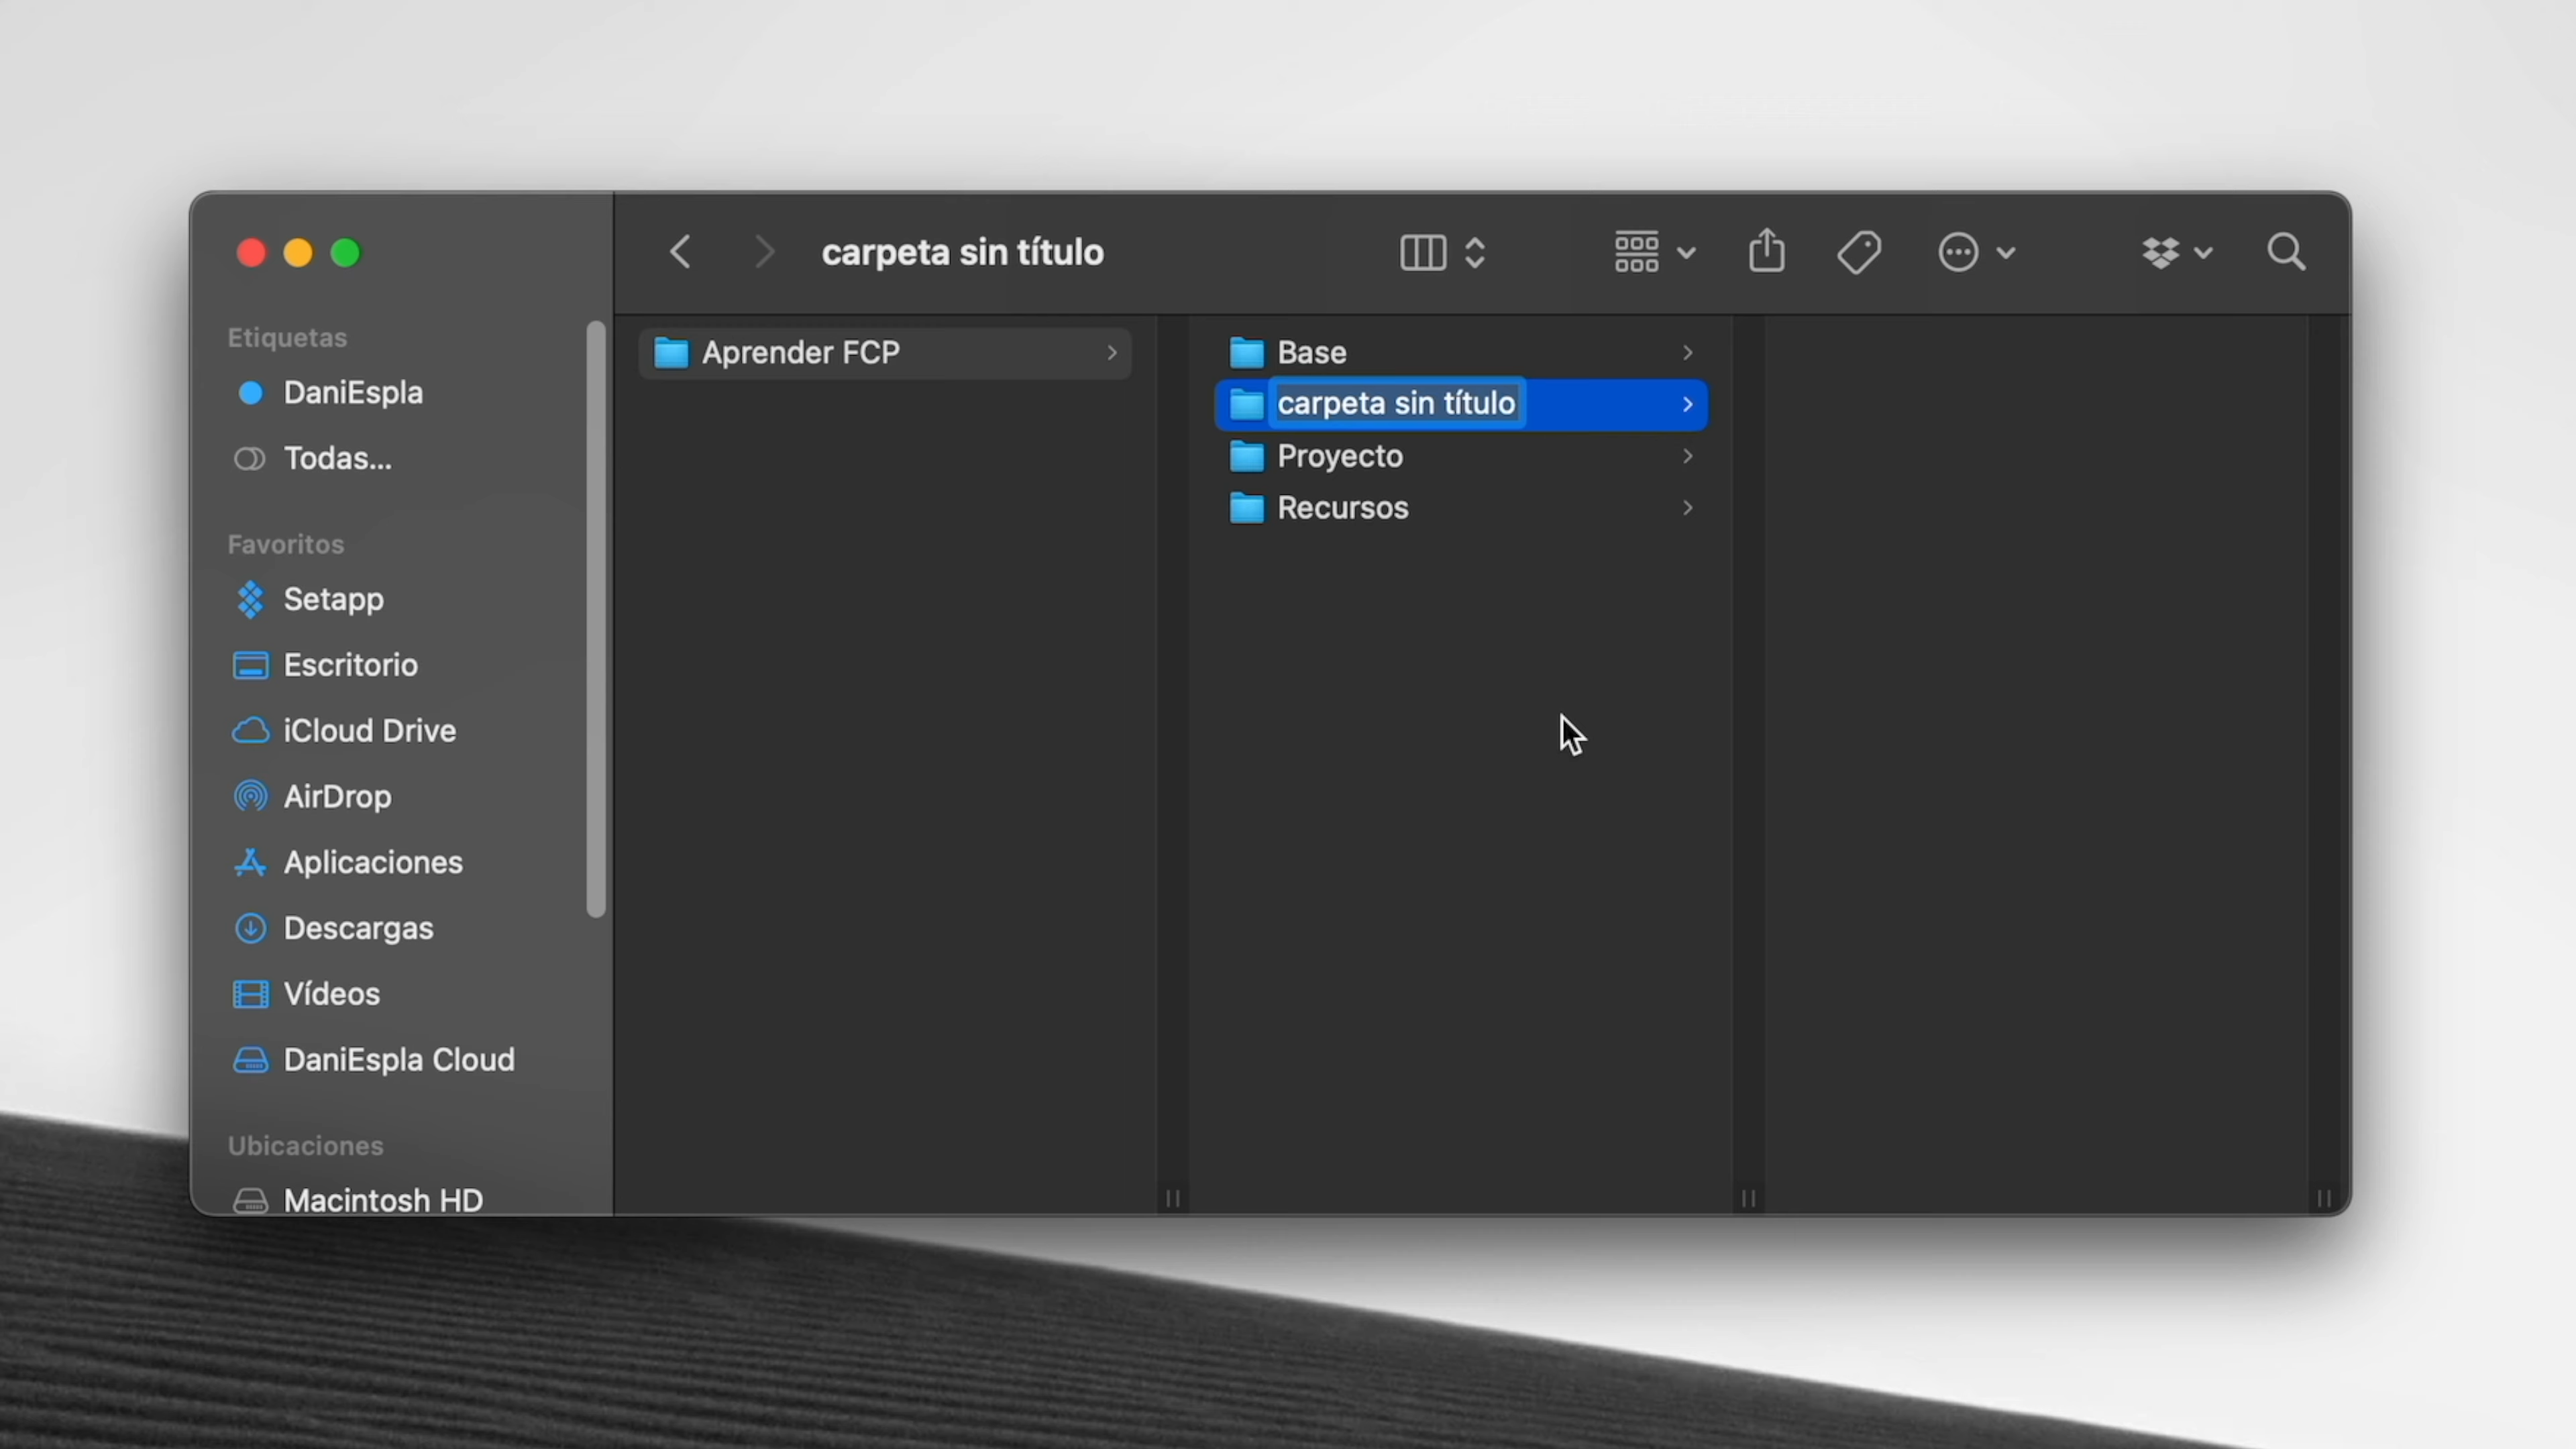 carpeta sin título
Etiquetas
DaniEspla
Todas...
Favoritos
Setapp
Escritorio
iCloud Drive
AirDrop
Aplicaciones
Descargas
Vídeos
DaniEspla Cloud
Ubicaciones
Macintosh HD
Aprender FCP
Base
carpeta sin título
Proyecto
Recursos